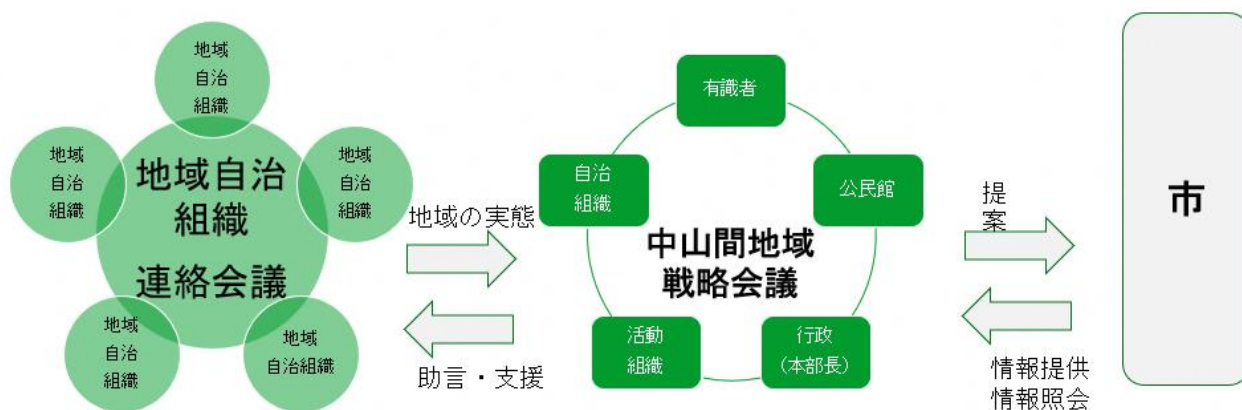 地域
自治
組織
地域
自治
組織
地域
自治
組織
地域自治
組織
連絡会議
地域
自治
組織
地域
自治組織
地域の実態
助言・支援
有識者
自治
組織
公民館
中山間地域
戦略会議
活動
組織
行政
(本部長)
提
案
情報提供
情報照会
市